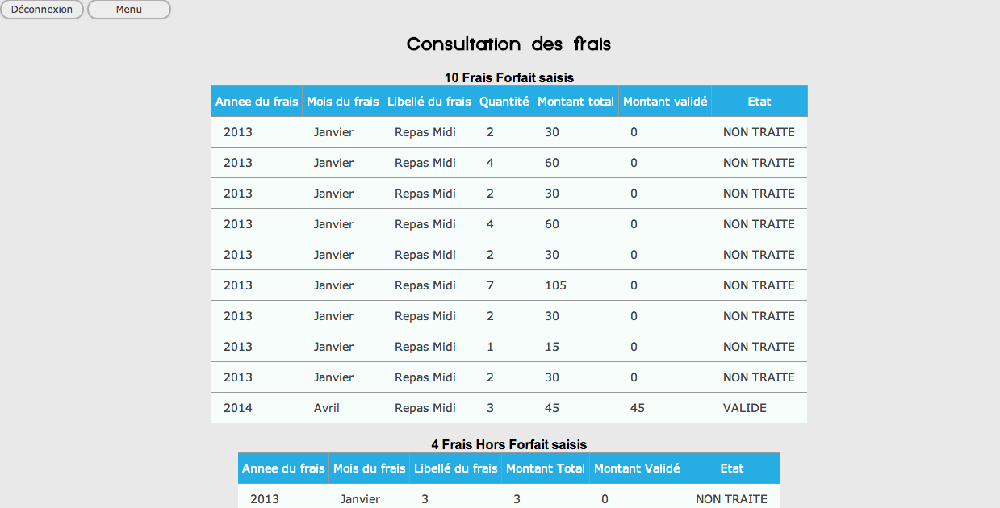 Déconnexion Menu
Consultation des frais
10 Frais Forfait saisis
Annee du frais Mois du frais Libellé du frais Quantité Montant total Montant validé Etat
2013 Janvier Repas Midi 2 30 0 NON TRAITE
2013 Janvier Repas Midi 4 60 0 NON TRAITE
2013 Janvier Repas Midi 2 30 0 NON TRAITE
2013 Janvier Repas Midi 4 60 0 NON TRAITE
2013 Janvier Repas Midi 2 30 0 NON TRAITE
2013 Janvier Repas Midi 7 105 0 NON TRAITE
2013 Janvier Repas Midi 2 30 0 NON TRAITE
2013 Janvier Repas Midi 1 15 0 NON TRAITE
2013 Janvier Repas Midi 2 30 0 NON TRAITE
2014 Avril Repas Midi 3 45 45 VALIDE
4 Frais Hors Forfait saisis
Annee du frais Mois du frais Libellé du frais Montant Total Montant Validé Etat
2013 Janvier 3 3 0 NON TRAITE